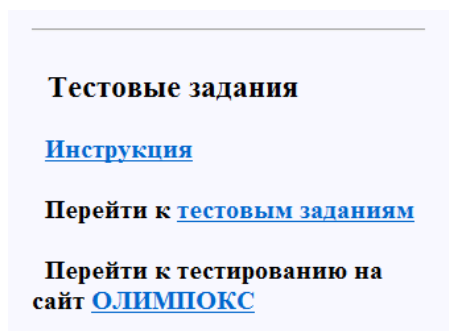 Тестовые задания
Инструкция
Перейти к тестовым заданиям
Перейти к тестированию на
сайт ОЛИМПОКС